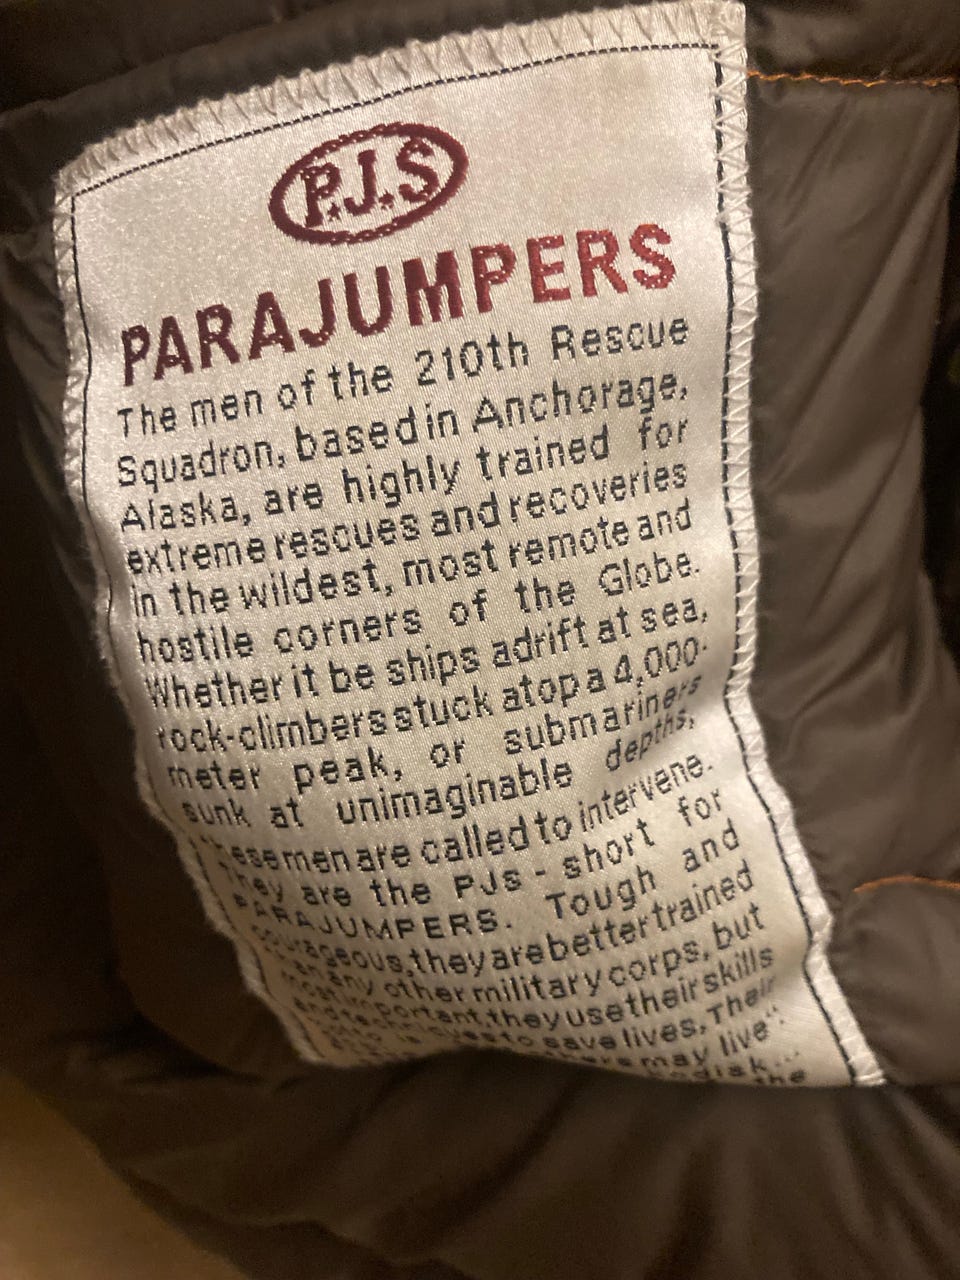 P.J.S
PARAJUMPERS
The men of the 210th Rescue
Squadron, based in Anchorage,
Alaska, are highly trained for
extreme rescues and recoveries
in the wildest, most remote and
hostile corners of the Globe.
Whether it be ships adrift at sea,
rock-climbers stuck atop a 4,000-
meter peak, or submariners
sunk at unimaginable depths,
these men are called to intervene.
They are the PJs - short for
PARAJUMPERS. Tough and
courageous, they are better trained
than any other military corps, but
most important, they use their skills
and techniques to save lives. Their
may live".
the